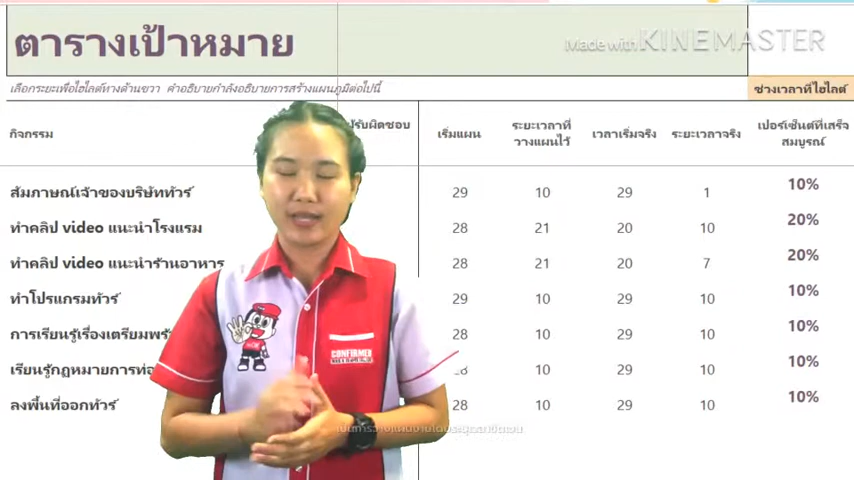 ตารางเป้าหมาย
Made with KINEMASTER
เลือกระยะเพื่อไฮไลต์ทางด้านขวา คำอธิบายกำลังอธิบายการสร้างแผนภูมิต่อไปนี้
ช่วงเวลาที่ไฮไลต์
กิจกรรม ผู้รับผิดชอบ เริ่มแผน ระยะเวลาที่วางแผนไว้ เวลาเริ่มจริง ระยะเวลาจริง เปอร์เซ็นต์ที่เสร็จสมบูรณ์
สัมภาษณ์เจ้าของบริษัททัวร์ 29 10 29 1 10%
ทำคลิป video แนะนำโรงแรม 28 21 20 10 20%
ทำคลิป video แนะนำร้านอาหาร 28 21 20 7 20%
ทำโปรแกรมทัวร์ 29 10 29 10 10%
การเรียนรู้เรื่องเตรียมพร 28 10 29 10 10%
เรียนรู้กฎหมายการท่อง 10 29 10 10%
ลงพื้นที่ออกทัวร์ 28 10 29 10 10%
CONFIRMED